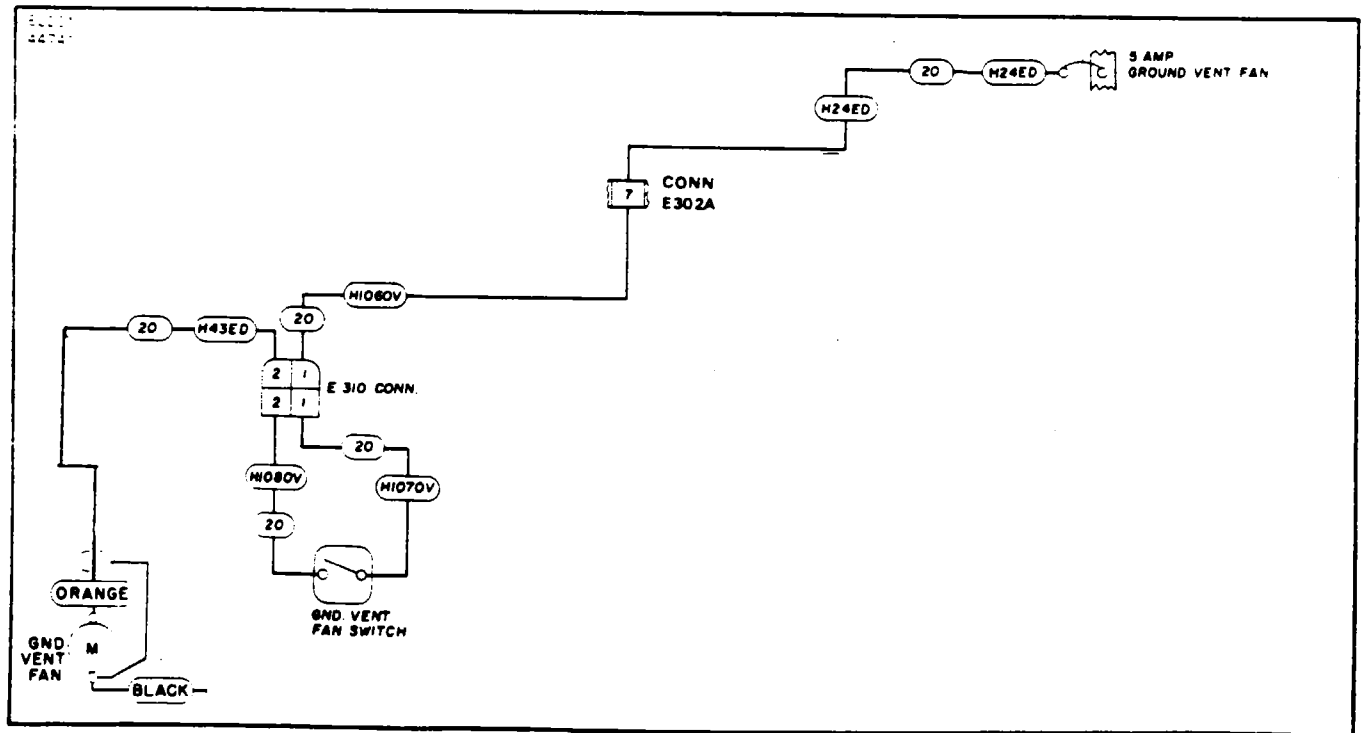 5 AMP
GROUND VENT FAN
20
H24ED
H24ED
7
CONN
E302A
H1060V
20
20
H43ED
2 1
2 1
E 310 CONN.
20
H1080V
H1070V
20
GND. VENT
FAN SWITCH
ORANGE
GND.
VENT
FAN
M
BLACK